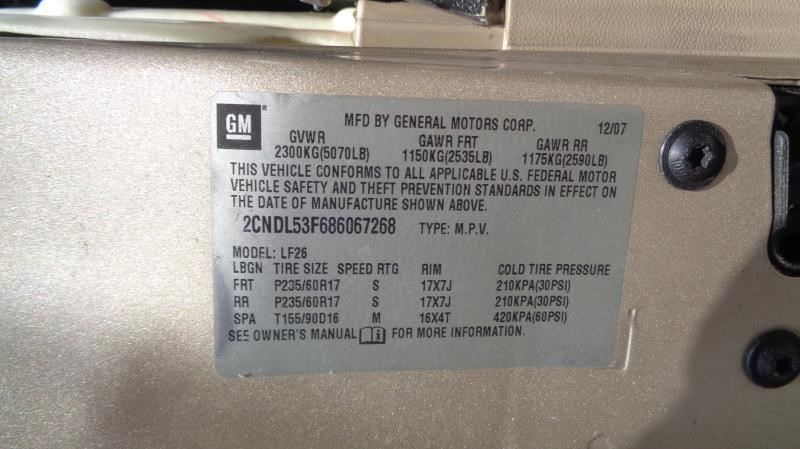 GM
®
MFD BY GENERAL MOTORS CORP. 12/07
GVWR GAWR FRT GAWR RR
2300KG(5070LB) 1150KG(2535LB) 1175KG(2590LB)
THIS VEHICLE CONFORMS TO ALL APPLICABLE U.S. FEDERAL MOTOR
VEHICLE SAFETY AND THEFT PREVENTION STANDARDS IN EFFECT ON
THE DATE OF MANUFACTURE SHOWN ABOVE.
2CNDL53F686067268 TYPE: M.P.V.
MODEL: LF26
LBGN TIRE SIZE SPEED RTG RIM COLD TIRE PRESSURE
FRT P235/60R17 S 17X7J 210KPA(30PSI)
RR P235/60R17 S 17X7J 210KPA(30PSI)
SPA T155/90D16 M 16X4T 420KPA(60PSI)
SEE OWNER'S MANUAL FOR MORE INFORMATION.